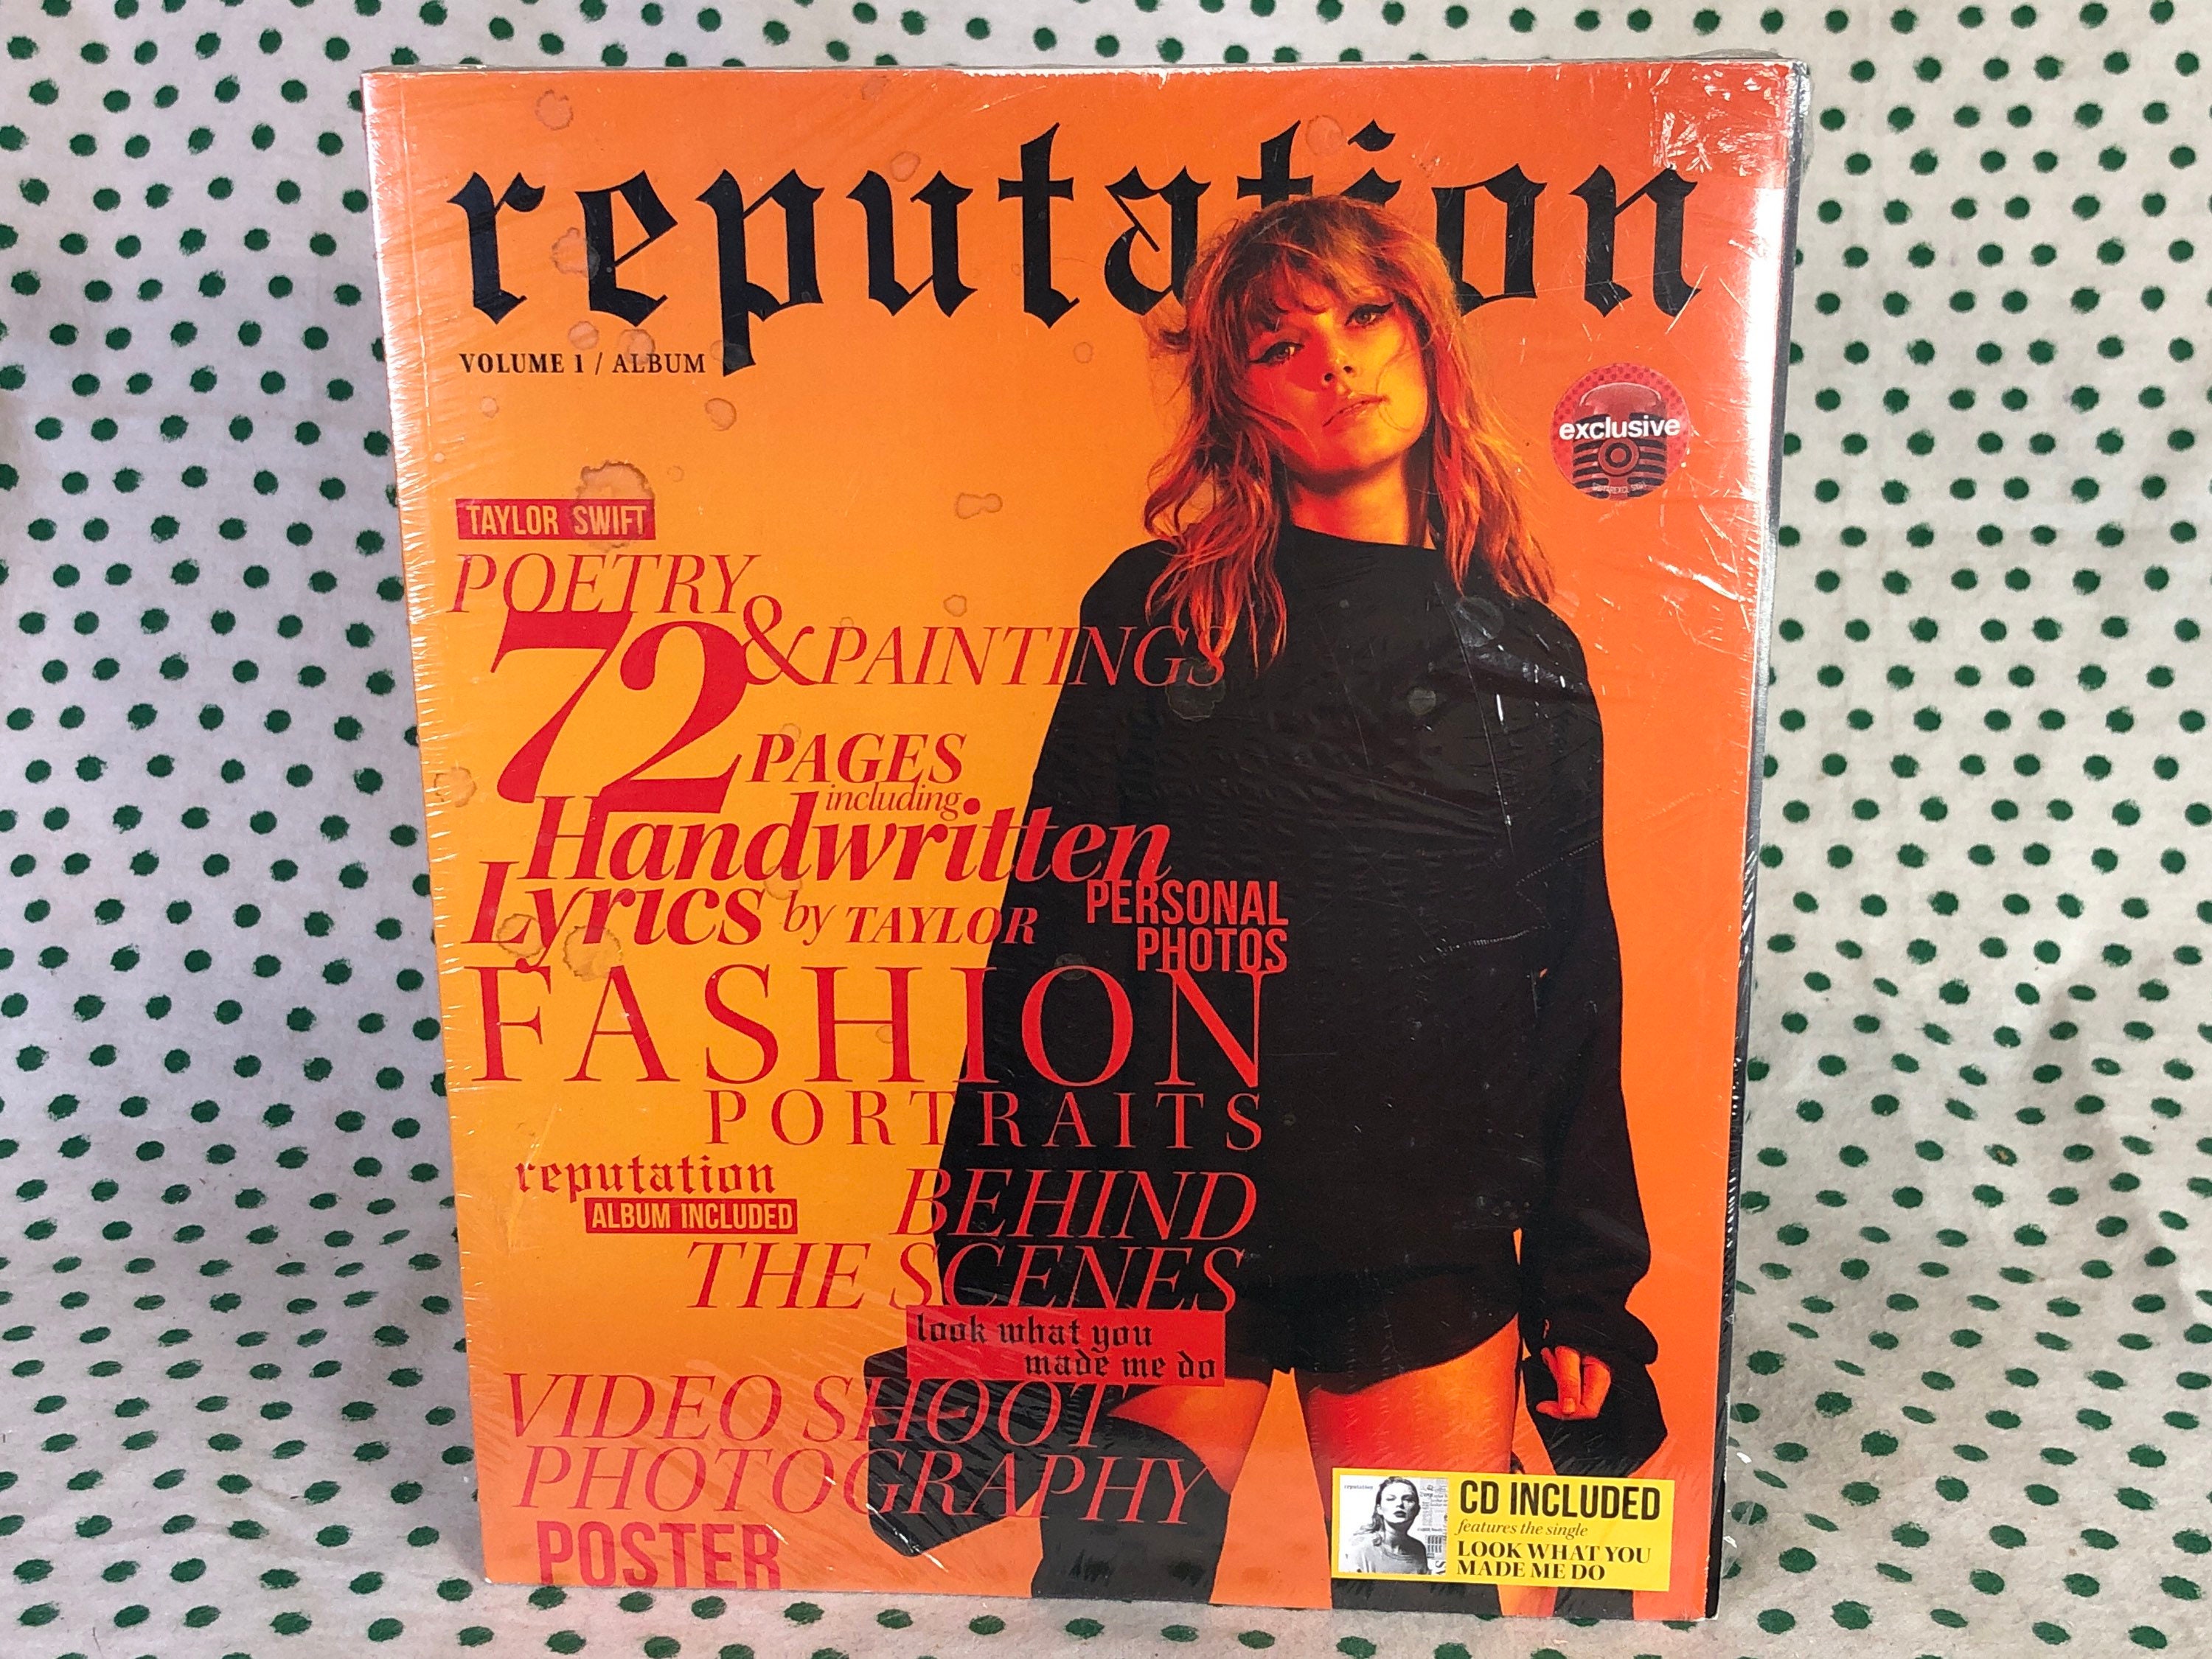 reputation
VOLUME 1 / ALBUM
exclusive
TAYLOR SWIFT
POETRY
& PAINTINGS
72 PAGES
including
Handwritten
Lyrics by TAYLOR
PERSONAL
PHOTOS
FASHION
PORTRAITS
reputation
ALBUM INCLUDED
BEHIND
THE SCENES
look what you
made me do
VIDEO SHOOT
PHOTOGRAPHY
POSTER
reputation
CD INCLUDED
features the single
LOOK WHAT YOU
MADE ME DO